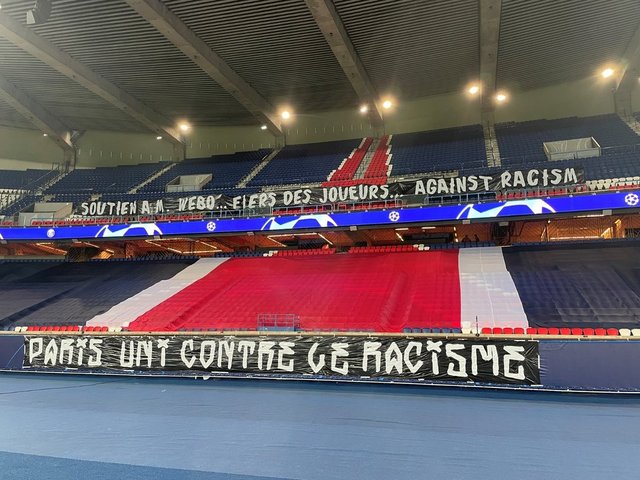 SOUTIEN À M. WEBO.. FIERS DES JOUEURS.. AGAINST RACISM
PARIS UNI CONTRE LE RACISME